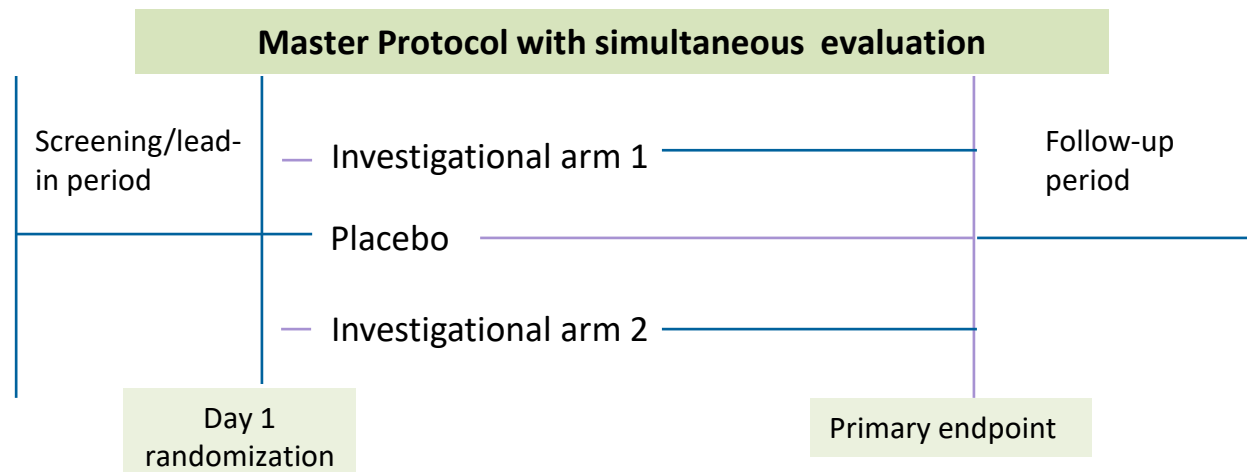 Master Protocol with simultaneous  evaluation
Screening/lead-
in period
Investigational arm 1
Follow-up
period
Placebo
Investigational arm 2
Day 1
randomization
Primary endpoint